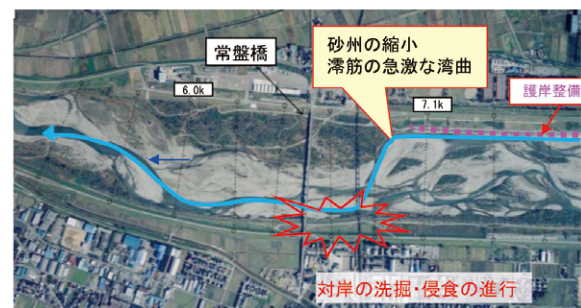 常盤橋
砂州の縮小
澪筋の急激な湾曲
6.0k
7.1k
護岸整備
対岸の洗掘・侵食の進行